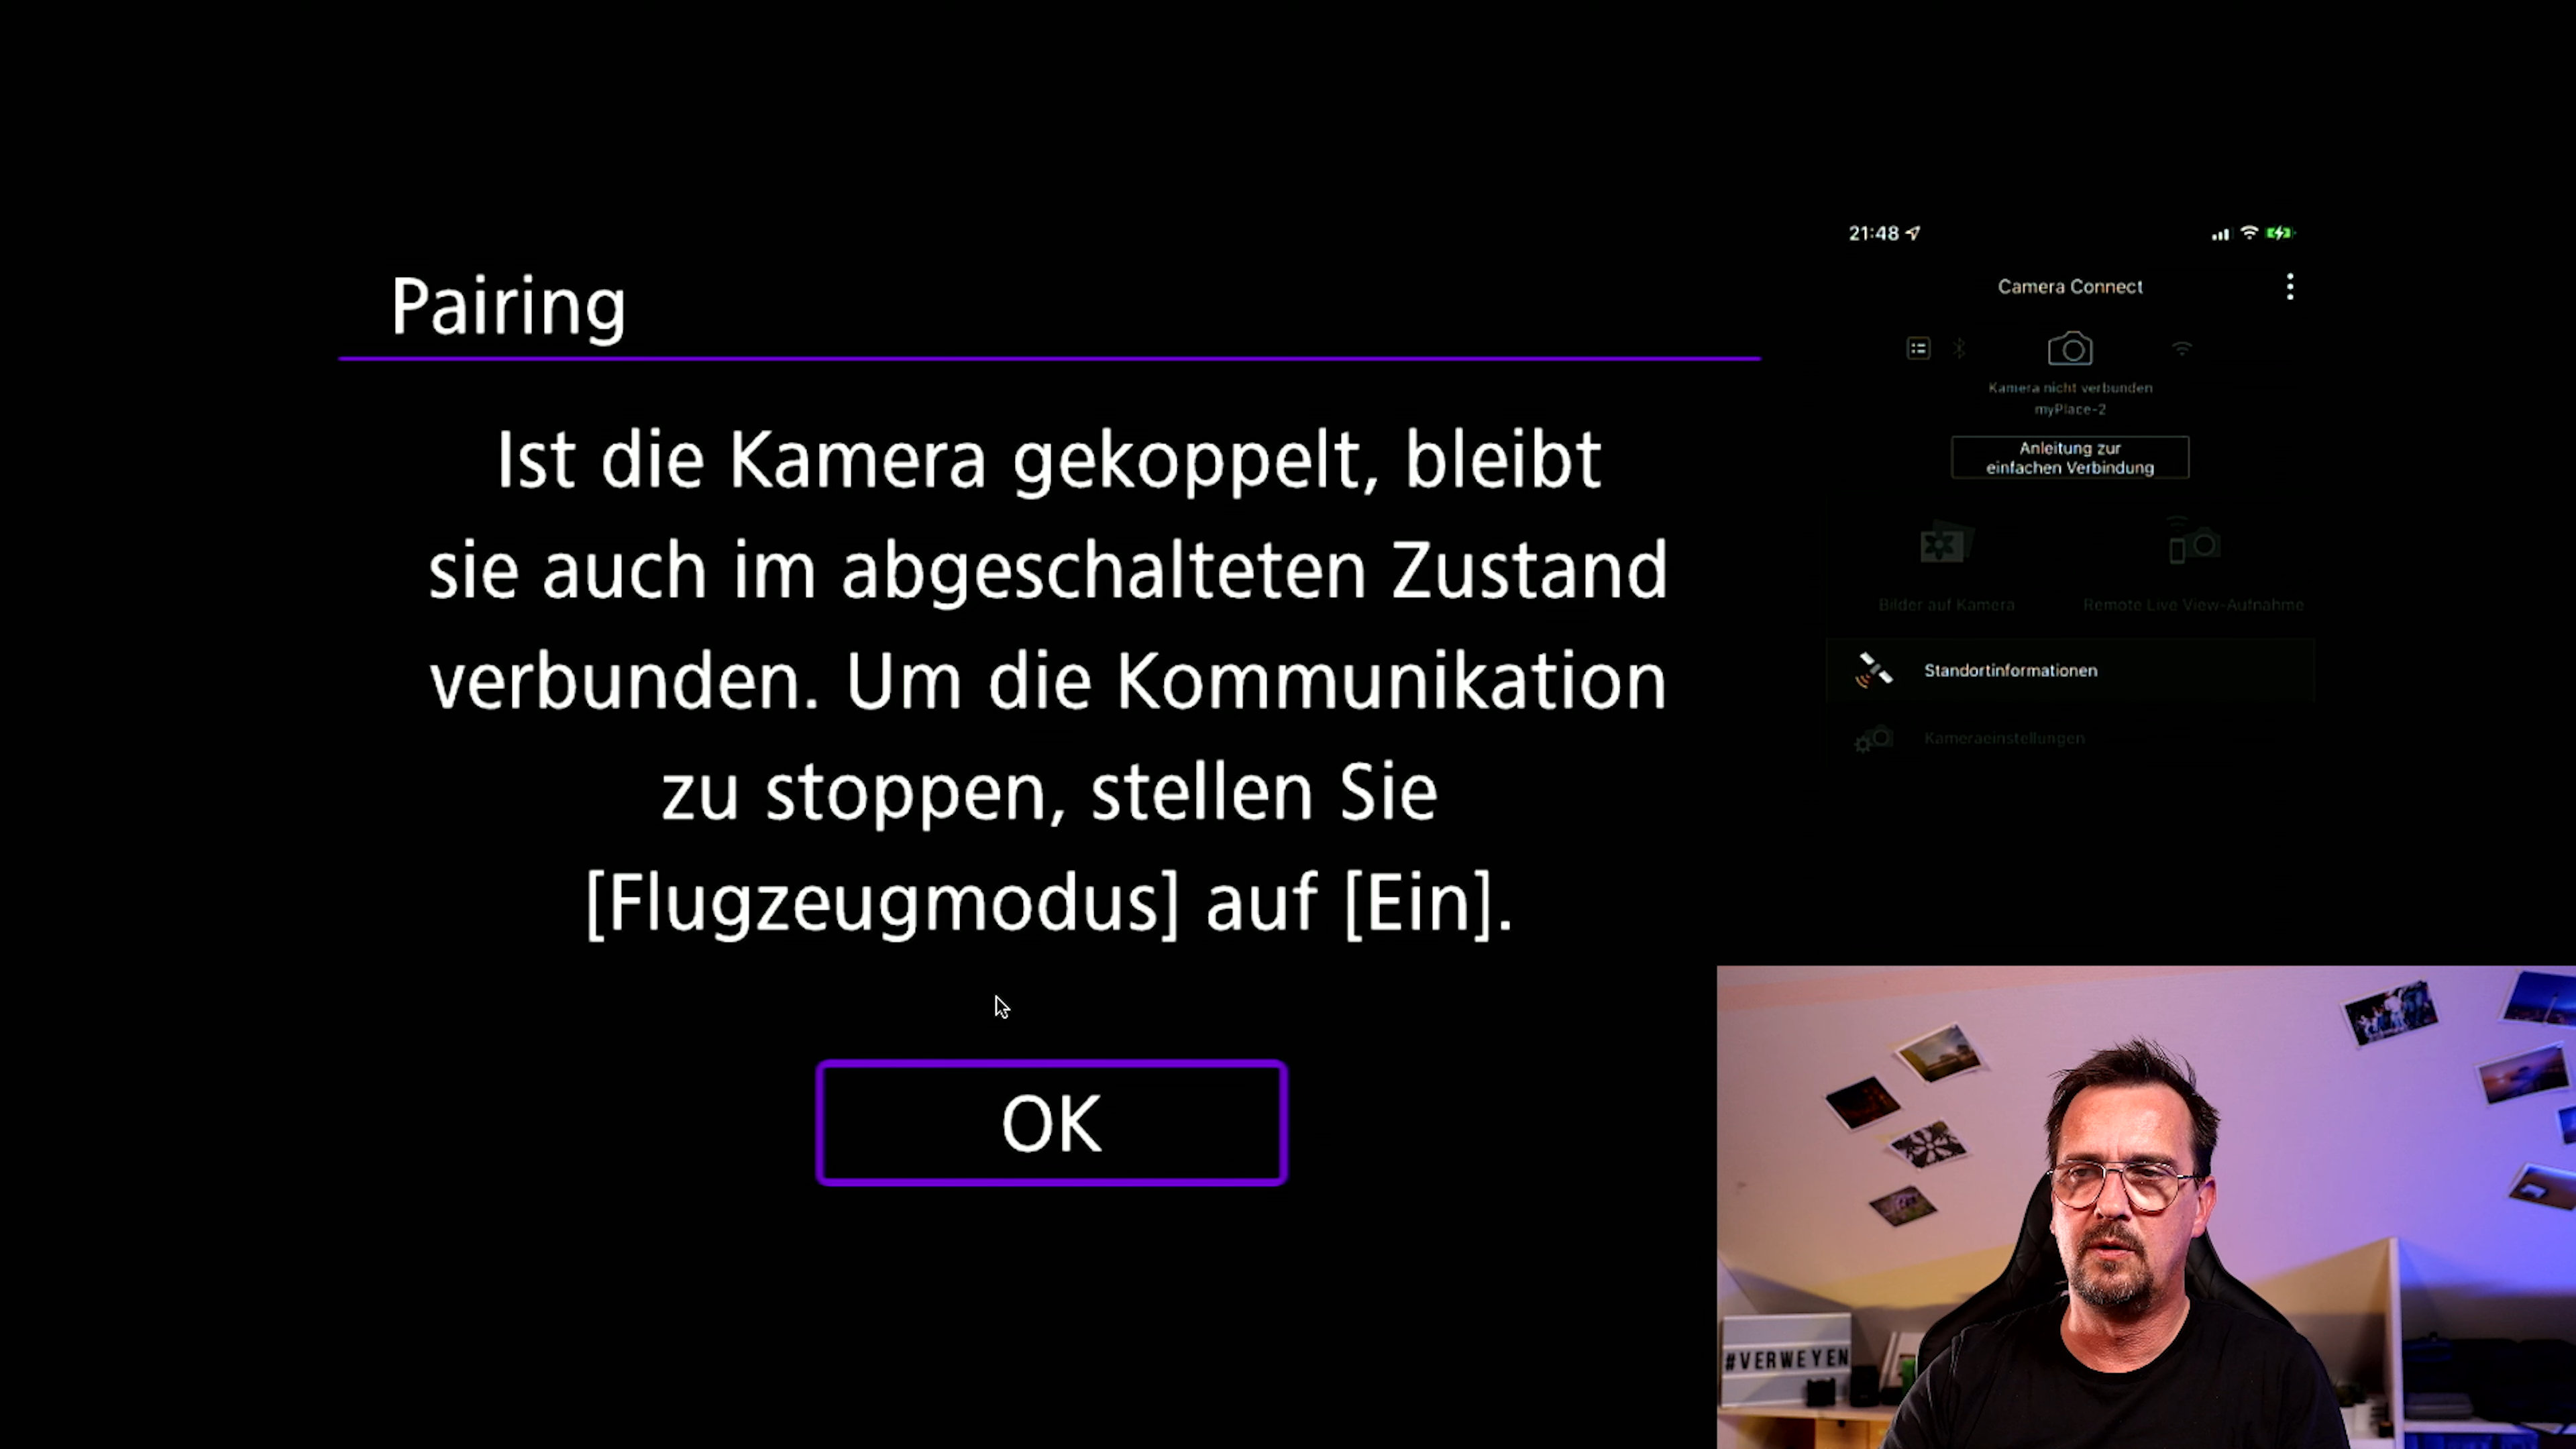 Pairing
Ist die Kamera gekoppelt, bleibt
sie auch im abgeschalteten Zustand
verbunden. Um die Kommunikation
zu stoppen, stellen Sie
[Flugzeugmodus] auf [Ein].
OK
21:48
Camera Connect
Kamera nicht verbunden
myPlace-2
Anleitung zur
einfachen Verbindung
Bilder auf Kamera
Remote Live View-Aufnahme
Standortinformationen
Kameraeinstellungen
#VERWEYEN